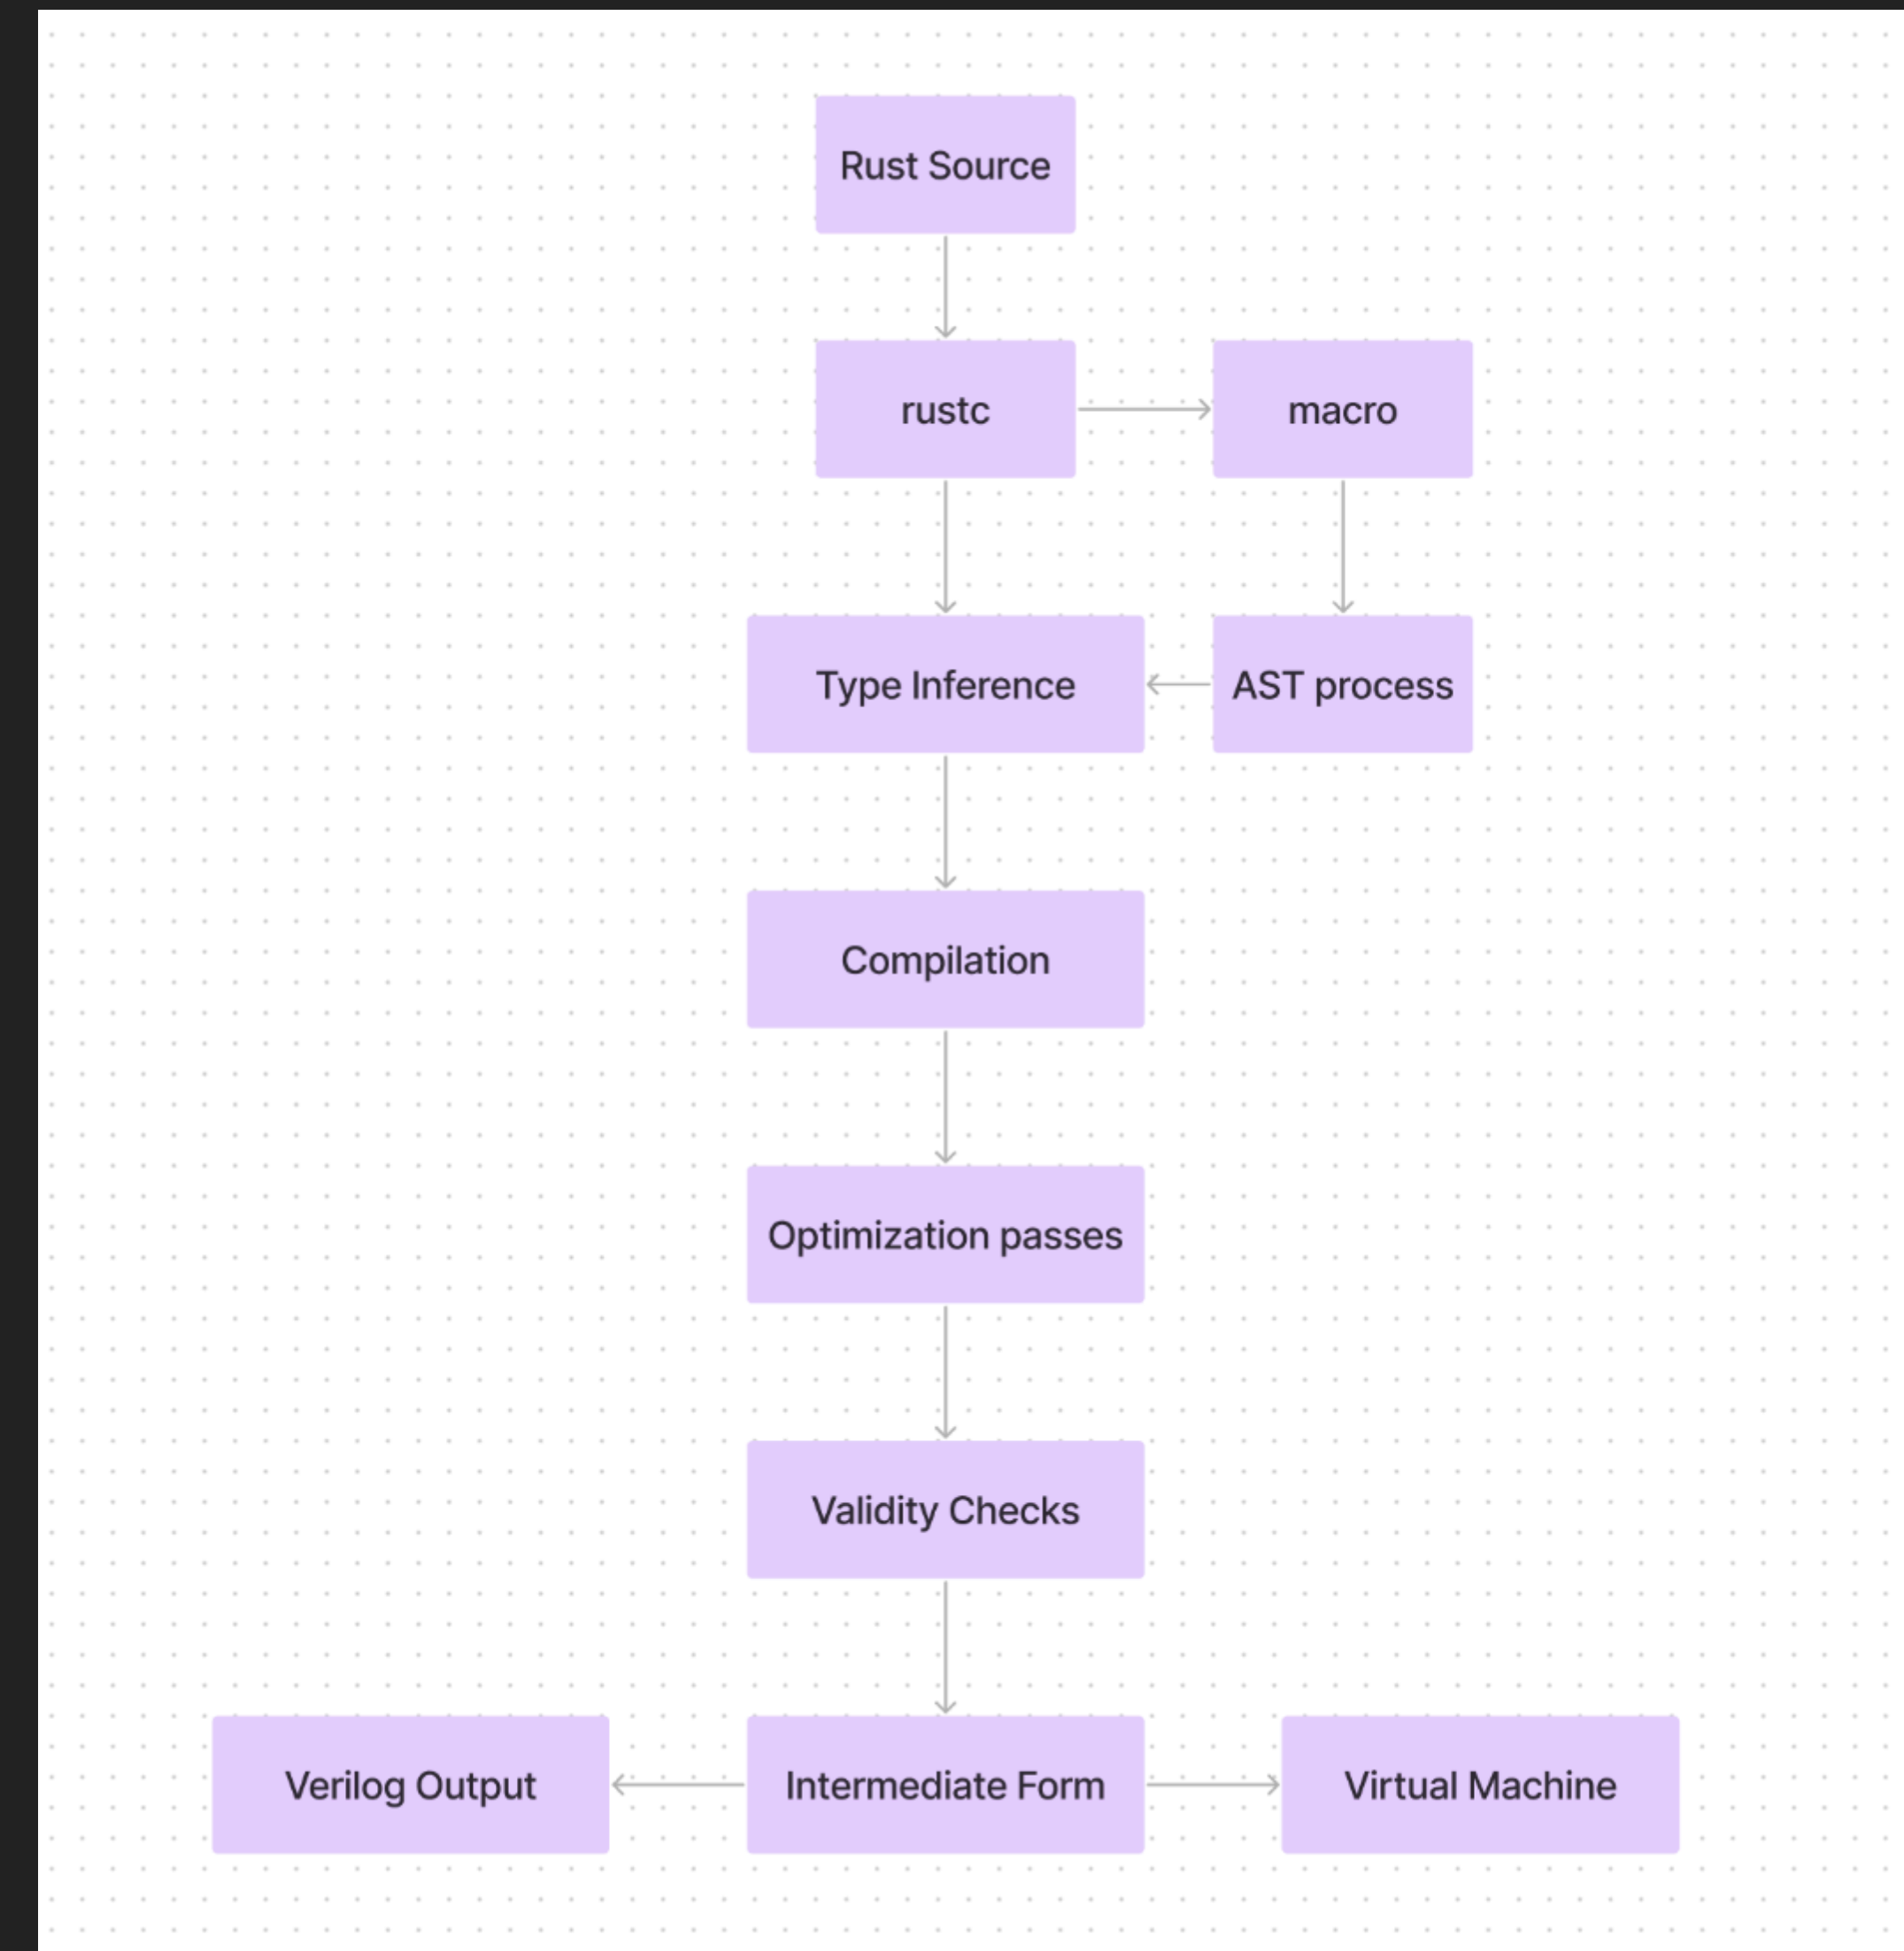 Rust Source
rustc
macro
Type Inference
AST process
Compilation
Optimization passes
Validity Checks
Verilog Output
Intermediate Form
Virtual Machine